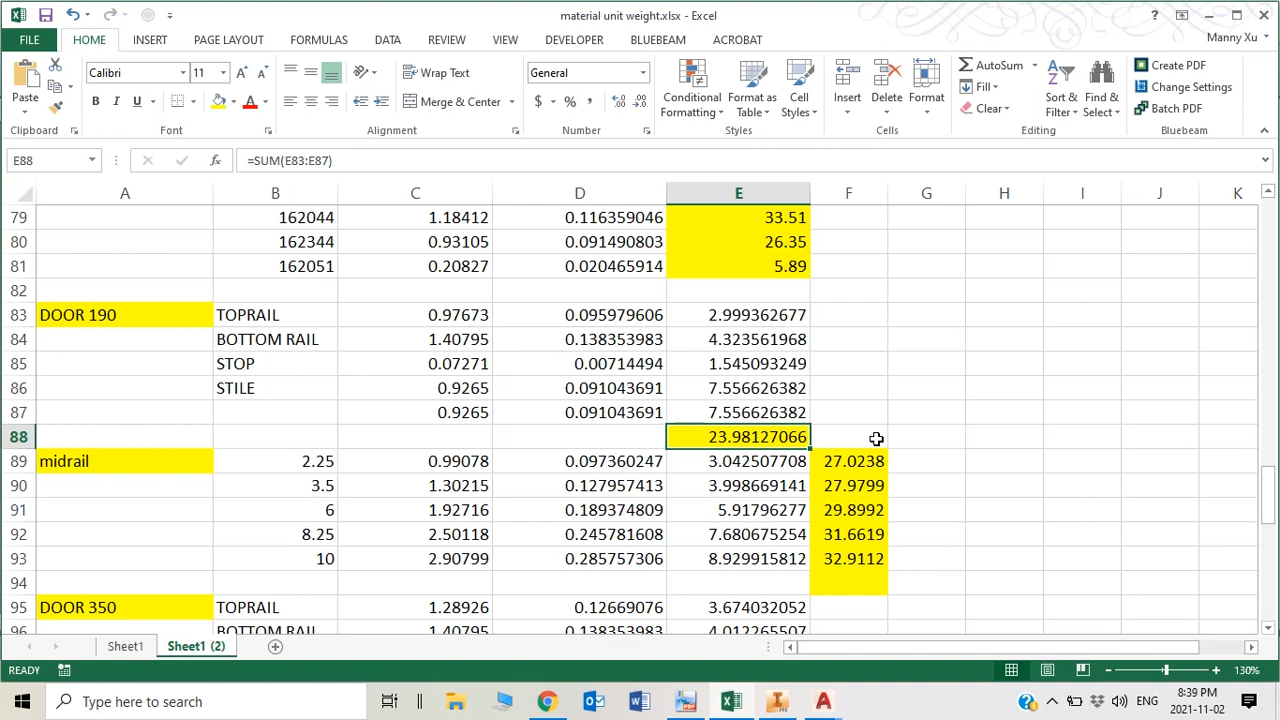 material unit weight.xlsx - Excel
FILE HOME INSERT PAGE LAYOUT FORMULAS DATA REVIEW VIEW DEVELOPER BLUEBEAM ACROBAT Manny Xu
Paste
Calibri 11
B I U
Wrap Text
Merge & Center
General
$ % ,
Conditional Formatting
Format as Table
Cell Styles
Insert
Delete
Format
AutoSum
Fill
Clear
Sort & Filter
Find & Select
Create PDF
Change Settings
Batch PDF
Clipboard Font Alignment Number Styles Cells Editing Bluebeam
E88 fx =SUM(E83:E87)
A B C D E F G H I J K
79 162044 1.18412 0.116359046 33.51
80 162344 0.93105 0.091490803 26.35
81 162051 0.20827 0.020465914 5.89
82
83 DOOR 190 TOPRAIL 0.97673 0.095979606 2.999362677
84 BOTTOM RAIL 1.40795 0.138353983 4.323561968
85 STOP 0.07271 0.00714494 1.545093249
86 STILE 0.9265 0.091043691 7.556626382
87 0.9265 0.091043691 7.556626382
88 23.98127066
89 midrail 2.25 0.99078 0.097360247 3.042507708 27.0238
90 3.5 1.30215 0.127957413 3.998669141 27.9799
91 6 1.92716 0.189374809 5.91796277 29.8992
92 8.25 2.50118 0.245781608 7.680675254 31.6619
93 10 2.90799 0.285757306 8.929915812 32.9112
94
95 DOOR 350 TOPRAIL 1.28926 0.12669076 3.674032052
96 BOTTOM RAIL 1.40795 0.138353983 4.012265507
Sheet1 Sheet1 (2)
READY 130%
Type here to search
ENG
8:39 PM
2021-11-02